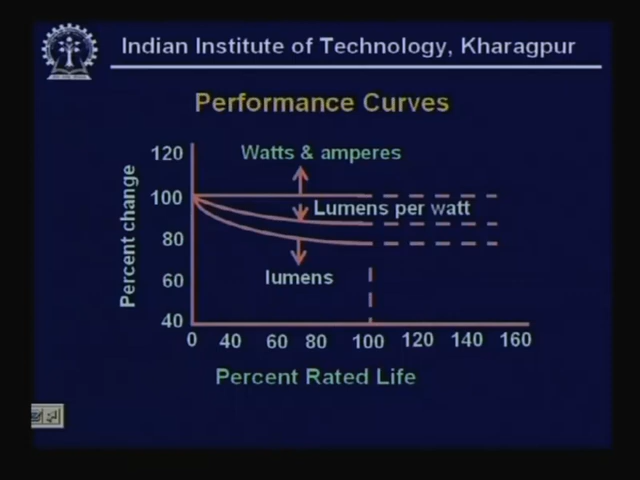 Indian Institute of Technology, Kharagpur
Performance Curves
Watts & amperes
Lumens per watt
lumens
Percent change
120
100
80
60
40
0 40 60 80 100 120 140 160
Percent Rated Life